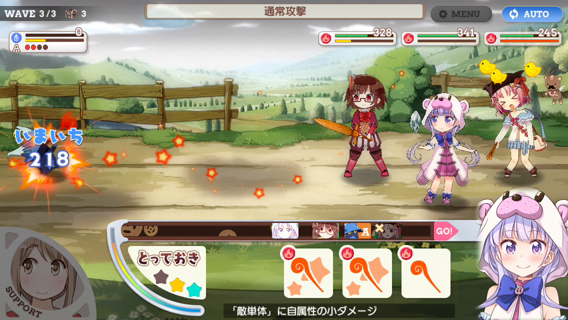 WAVE 3/3 3
通常攻撃
MENU
AUTO
0
328
341
245
A
いまいち
218
A
GO!
とっておき
SUPPORT
「敵単体」に自属性の小ダメージ